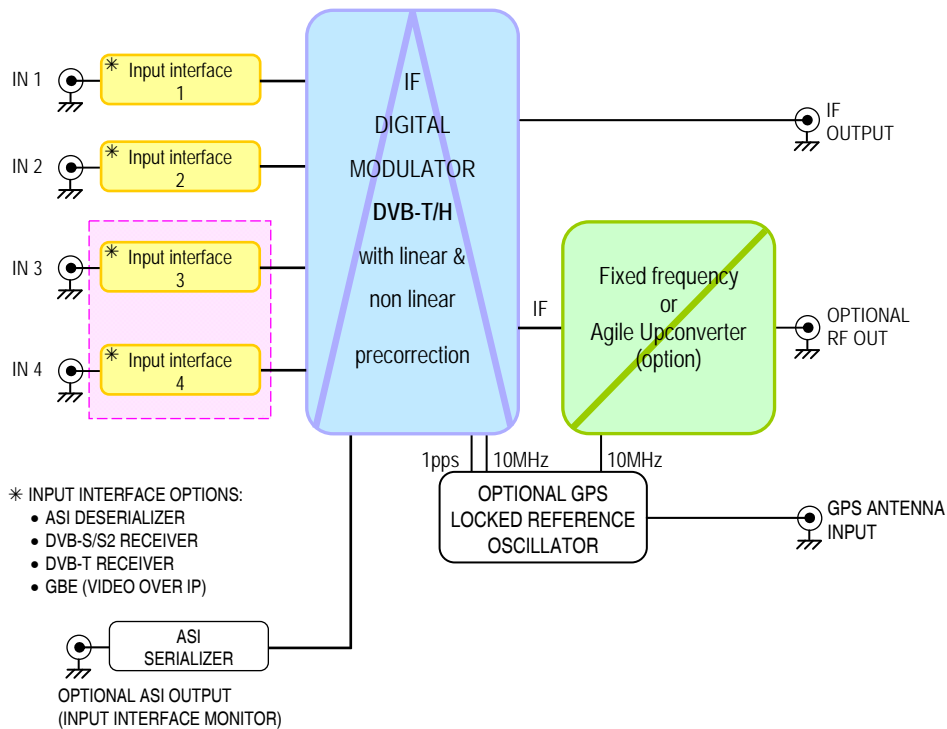 IN 1
✳ Input interface
1
IN 2
✳ Input interface
2
IN 3
✳ Input interface
3
IN 4
✳ Input interface
4
IF
DIGITAL
MODULATOR
DVB-T/H
with linear &
non linear
precorrection
IF
OUTPUT
IF
Fixed frequency
or
Agile Upconverter
(option)
OPTIONAL
RF OUT
1pps
10MHz
10MHz
OPTIONAL GPS
LOCKED REFERENCE
OSCILLATOR
GPS ANTENNA
INPUT
✳ INPUT INTERFACE OPTIONS:
• ASI DESERIALIZER
• DVB-S/S2 RECEIVER
• DVB-T RECEIVER
• GBE (VIDEO OVER IP)
ASI
SERIALIZER
OPTIONAL ASI OUTPUT
(INPUT INTERFACE MONITOR)